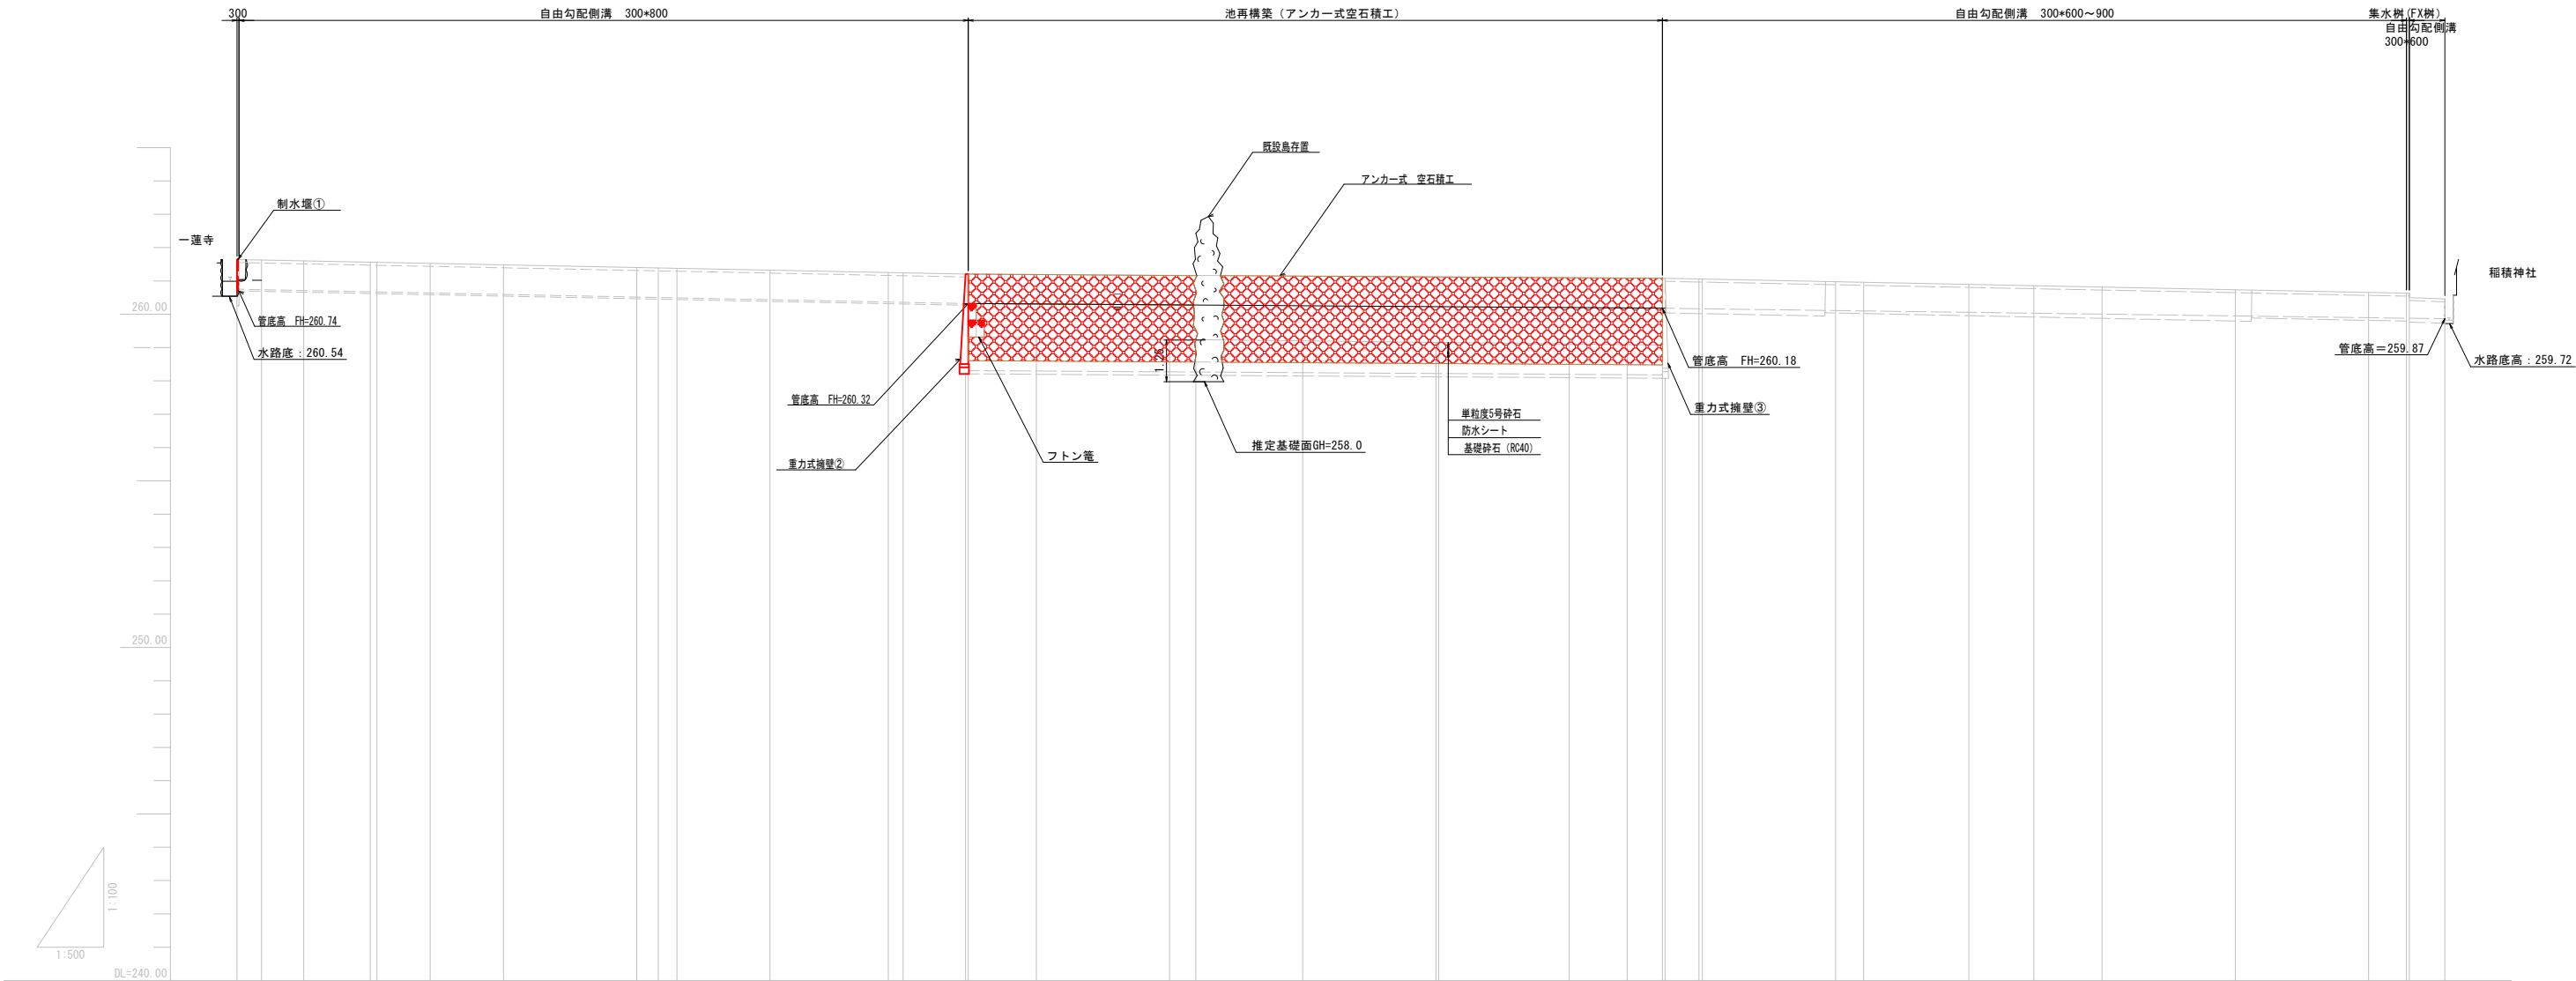 300
自由勾配側溝　300*800
池再構築（アンカー式空石積工）
自由勾配側溝　300*600～900
集水桝(FX桝)
自由勾配側溝
300*600
既設島存置
アンカー式　空石積工
制水堰①
一蓮寺
稲積神社
260.00
管底高　FH=260.74
水路底：260.54
管底高　FH=260.32
重力式擁壁②
フトン篭
1.25
推定基礎面GH=258.0
単粒度5号砕石
防水シート
基礎砕石（RC40）
管底高　FH=260.18
重力式擁壁③
管底高＝259.87
水路底高：259.72
250.00
1:100
1:500
DL=240.00